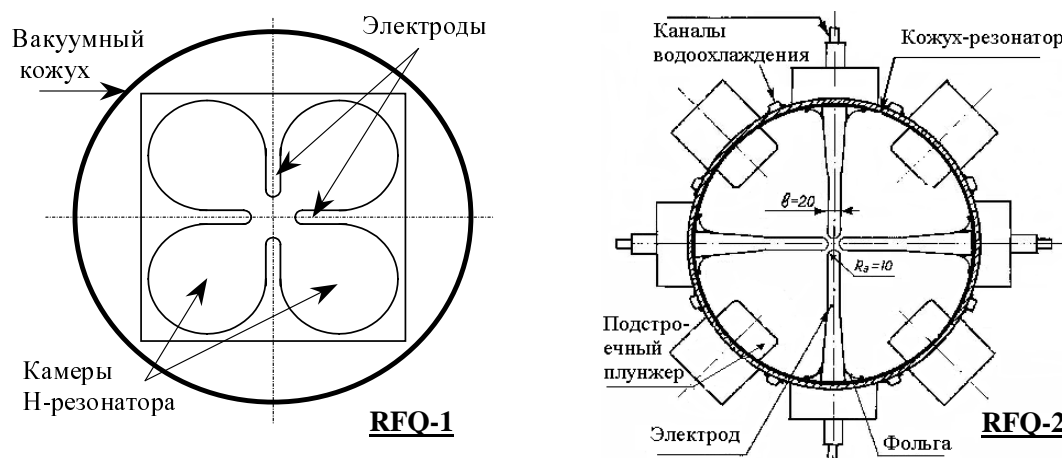 Вакуумный
кожух
Электроды
Камеры
Н-резонатора
RFQ-1
Каналы
водоохлаждения
Кожух-резонатор
в=20
Rэ=10
Подстро-
ечный
плунжер
Электрод
Фольга
RFQ-2